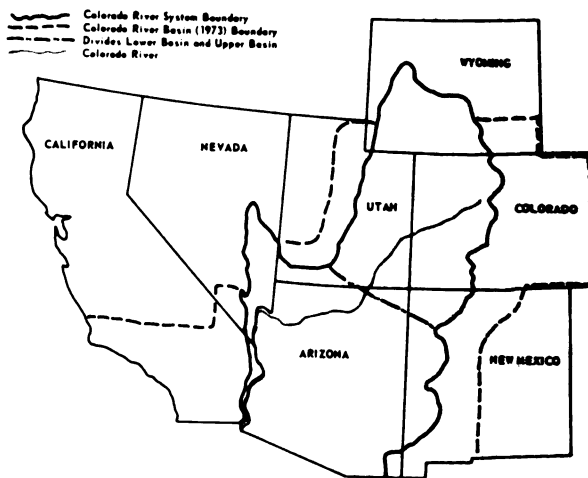 Colorado River System Boundary
Colorado River Basin (1973) Boundary
Divides Lower Basin and Upper Basin
Colorado River
WYOMING
CALIFORNIA
NEVADA
UTAH
COLORADO
ARIZONA
NEW MEXICO